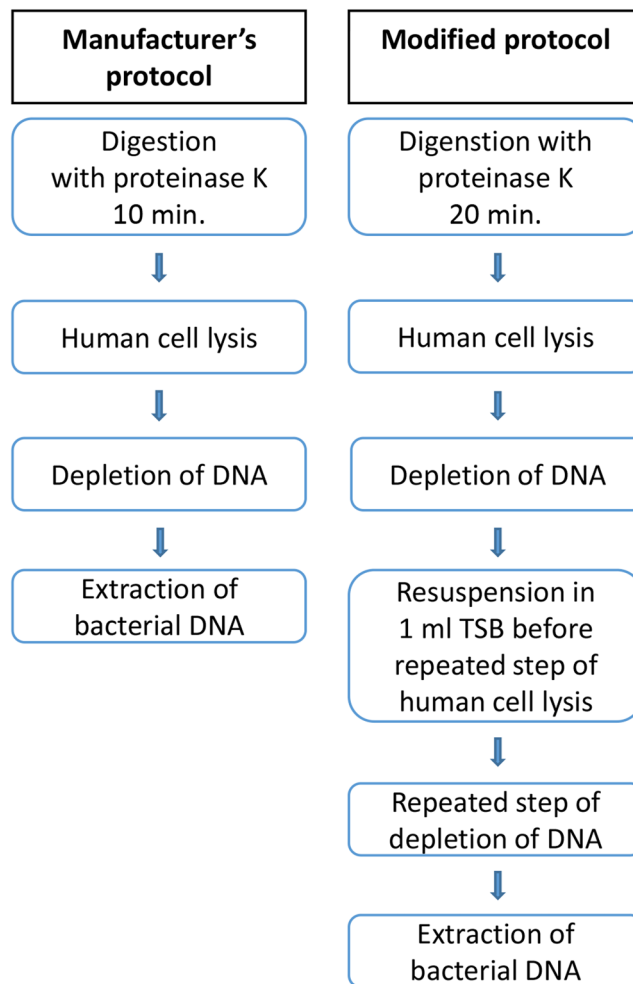 Manufacturer’s
protocol
Digestion
with proteinase K
10 min.
Human cell lysis
Depletion of DNA
Extraction of
bacterial DNA
Modified protocol
Digenstion with
proteinase K
20 min.
Human cell lysis
Depletion of DNA
Resuspension in
1 ml TSB before
repeated step of
human cell lysis
Repeated step of
depletion of DNA
Extraction of
bacterial DNA